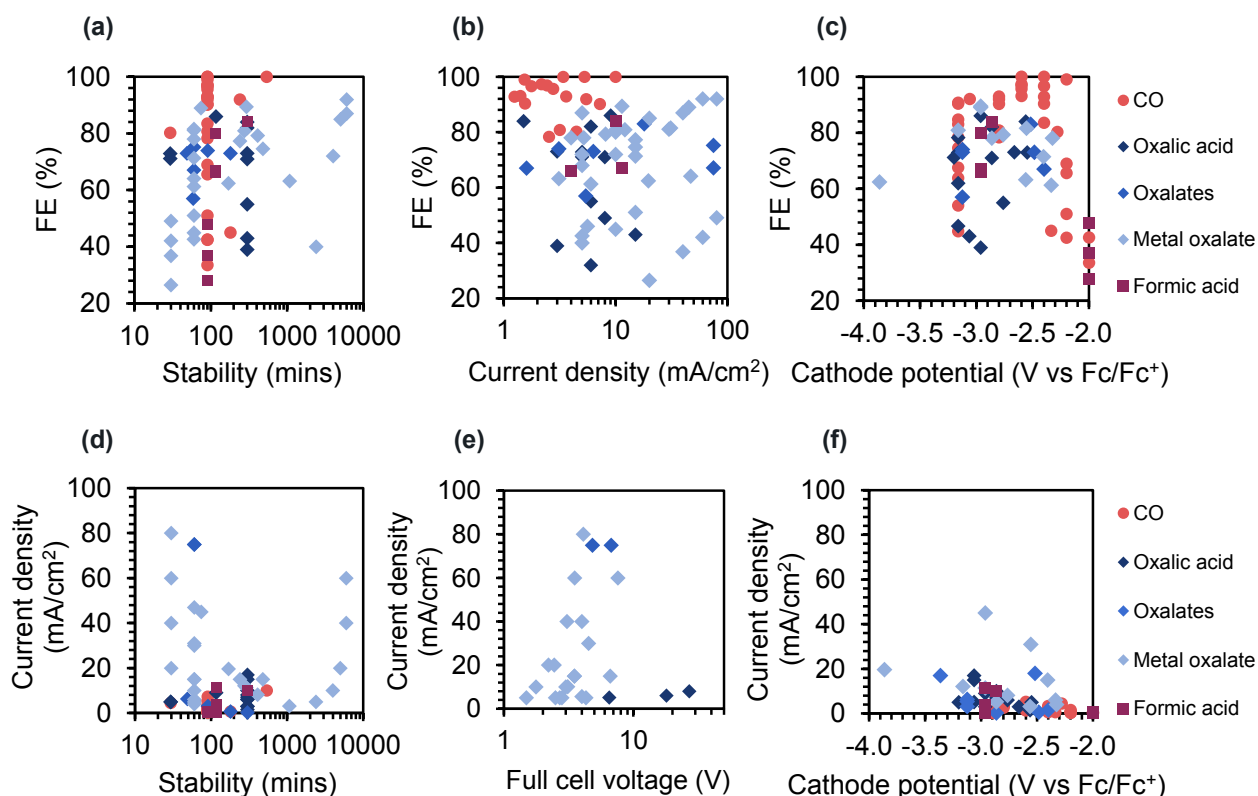 (a)
(b)
(c)
100
80
60
40
20
FE (%)
10
100
1000
10000
Stability (mins)
100
80
60
40
20
FE (%)
1
10
100
Current density (mA/cm²)
100
80
60
40
20
FE (%)
-4.0
-3.5
-3.0
-2.5
-2.0
Cathode potential (V vs Fc/Fc⁺)
CO
Oxalic acid
Oxalates
Metal oxalate
Formic acid
(d)
(e)
(f)
100
80
60
40
20
0
Current density
(mA/cm²)
10
100
1000
10000
Stability (mins)
100
80
60
40
20
0
Current density
(mA/cm²)
1
10
Full cell voltage (V)
100
80
60
40
20
0
Current density
(mA/cm²)
-4.0
-3.5
-3.0
-2.5
-2.0
Cathode potential (V vs Fc/Fc⁺)
CO
Oxalic acid
Oxalates
Metal oxalate
Formic acid